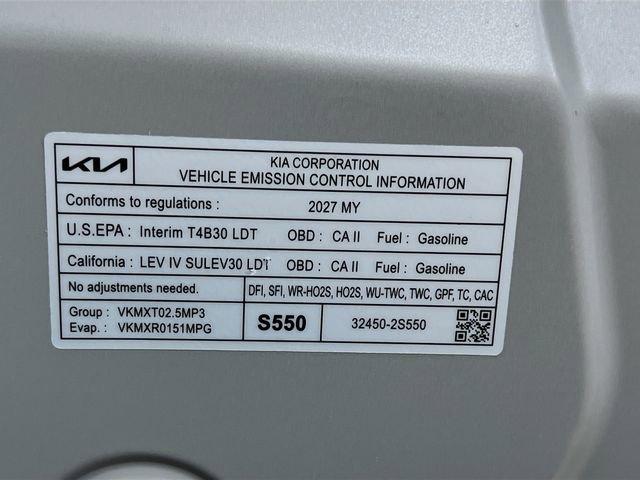 KIA
KIA CORPORATION
VEHICLE EMISSION CONTROL INFORMATION
Conforms to regulations : 2027 MY
U.S.EPA : Interim T4B30 LDT OBD : CA II Fuel : Gasoline
California : LEV IV SULEV30 LDT OBD : CA II Fuel : Gasoline
No adjustments needed. DFI, SFI, WR-HO2S, HO2S, WU-TWC, TWC, GPF, TC, CAC
Group : VKMXT02.5MP3
Evap. : VKMXR0151MPG
S550
32450-2S550